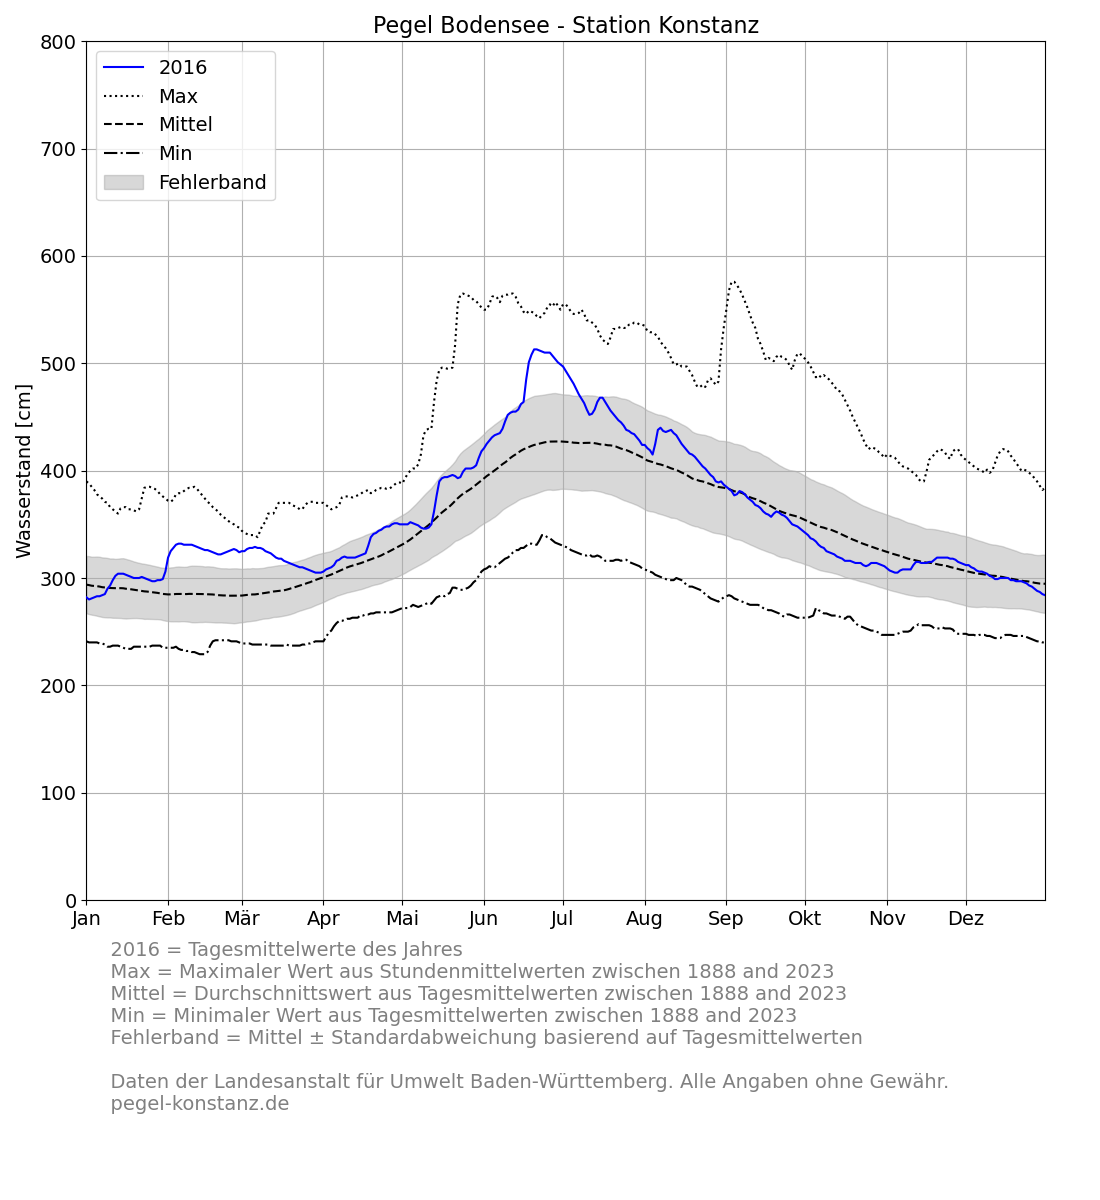 Pegel Bodensee - Station Konstanz
800
700
600
500
400
300
200
100
0
Wasserstand [cm]
2016
Max
Mittel
Min
Fehlerband
Jan Feb Mär Apr Mai Jun Jul Aug Sep Okt Nov Dez
2016 = Tagesmittelwerte des Jahres
Max = Maximaler Wert aus Stundenmittelwerten zwischen 1888 and 2023
Mittel = Durchschnittswert aus Tagesmittelwerten zwischen 1888 and 2023
Min = Minimaler Wert aus Tagesmittelwerten zwischen 1888 and 2023
Fehlerband = Mittel ± Standardabweichung basierend auf Tagesmittelwerten
Daten der Landesanstalt für Umwelt Baden-Württemberg. Alle Angaben ohne Gewähr.
pegel-konstanz.de